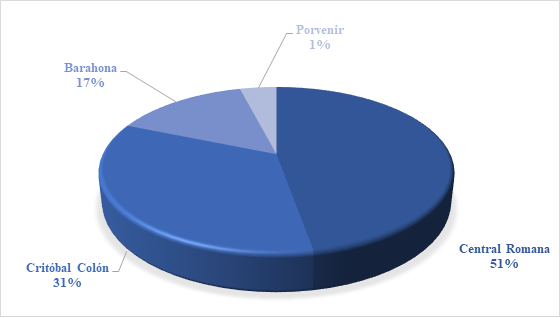 Porvenir
1%
Barahona
17%
Central Romana
51%
Critóbal Colón
31%